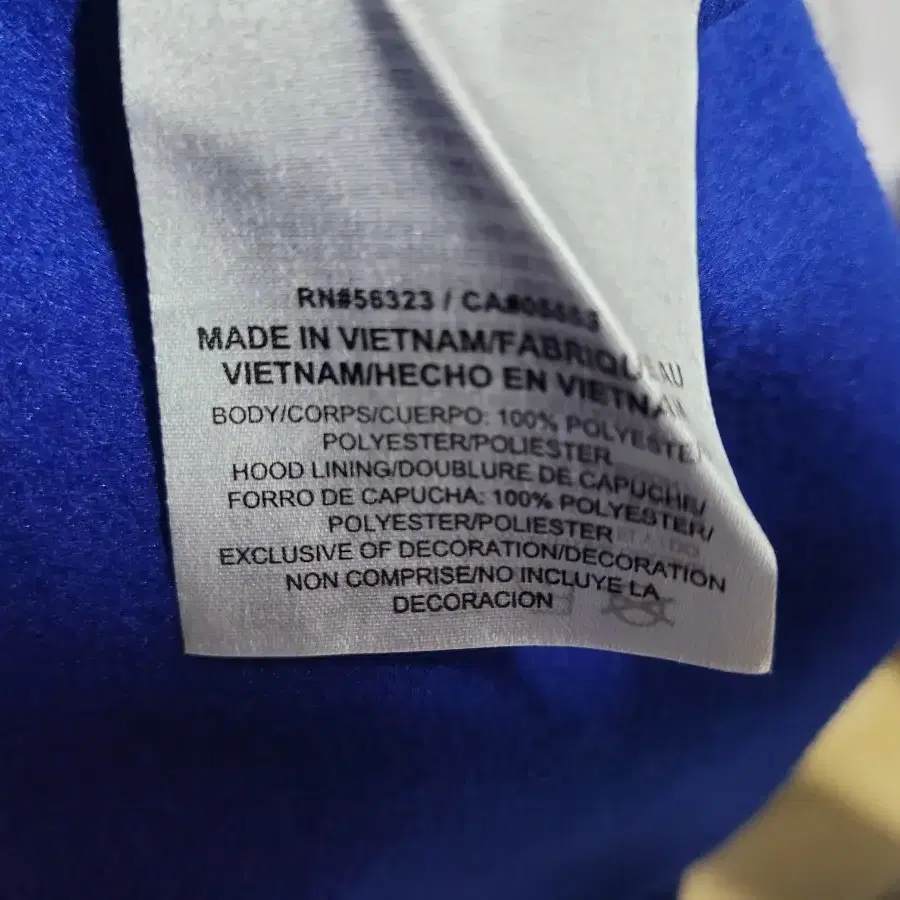 RN#56323 / CA#05553
MADE IN VIETNAM/FABRIQU AU
VIETNAM/HECHO EN VIETNAM
BODY/CORPS/CUERPO: 100% POLYESTER
POLYESTER/POLIESTER
HOOD LINING/DOUBLURE DE CAPUCHE/
FORRO DE CAPUCHA: 100% POLYESTER/
POLYESTER/POLIESTER
EXCLUSIVE OF DECORATION/DECORATION
NON COMPRISE/NO INCLUYE LA
DECORACION